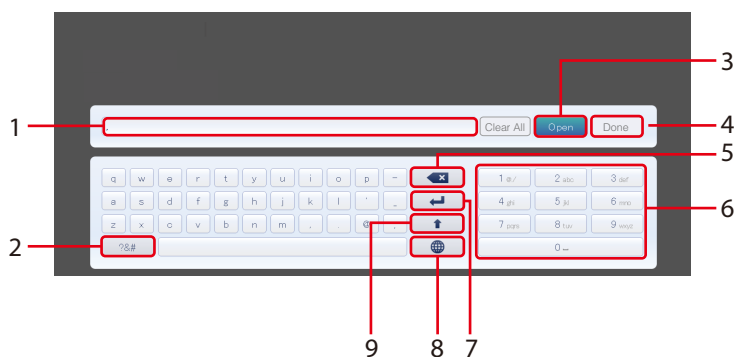 3
1
Clear All
Open
Done
4
5
q w e r t y u i o p -
1 @./
2 abc
3 def
a s d f g h j k l ' _
4 ghi
5 jkl
6 mno
6
z x c v b n m , . @
7 pqrs
8 tuv
9 wxyz
2
?&#
0
9
8
7